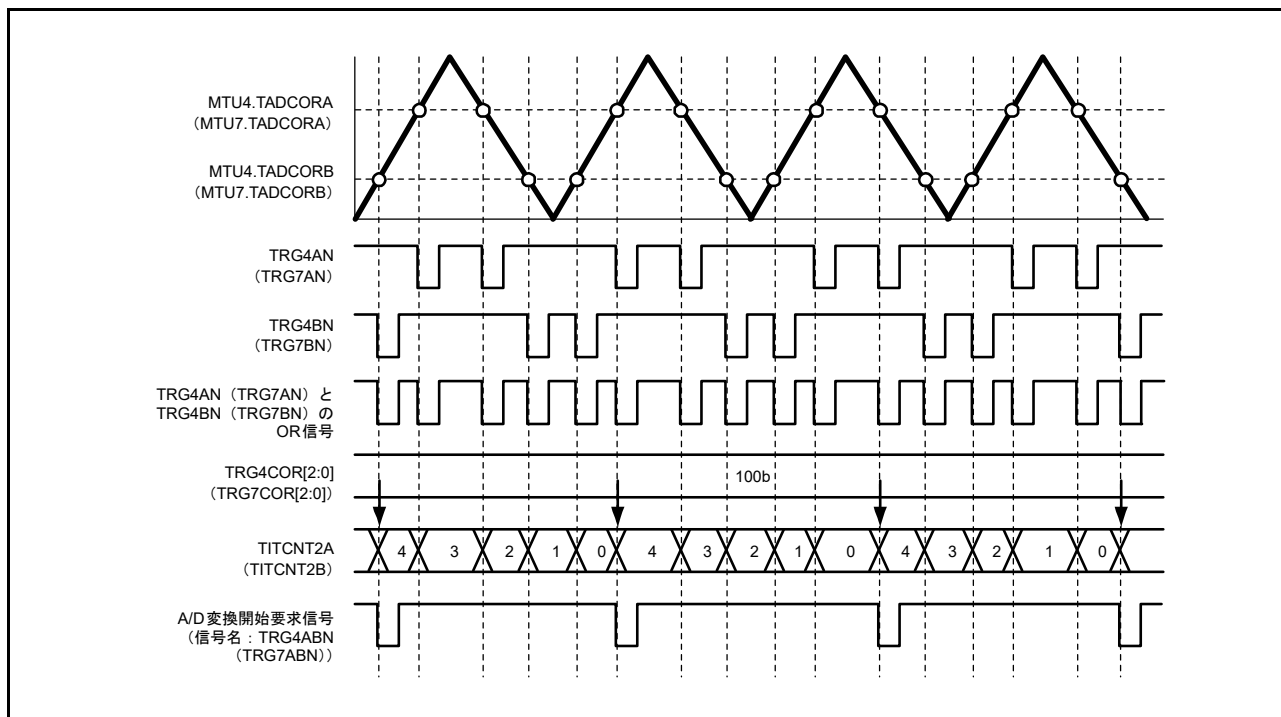 MTU4.TADCORA
（MTU7.TADCORA）
MTU4.TADCORB
（MTU7.TADCORB）
TRG4AN
（TRG7AN）
TRG4BN
（TRG7BN）
TRG4AN（TRG7AN）と
TRG4BN（TRG7BN）の
OR信号
TRG4COR[2:0]
（TRG7COR[2:0]）
100b
TITCNT2A
（TITCNT2B）
4 3 2 1 0 4 3 2 1 0 4 3 2 1 0
A/D変換開始要求信号
（信号名：TRG4ABN
（TRG7ABN））